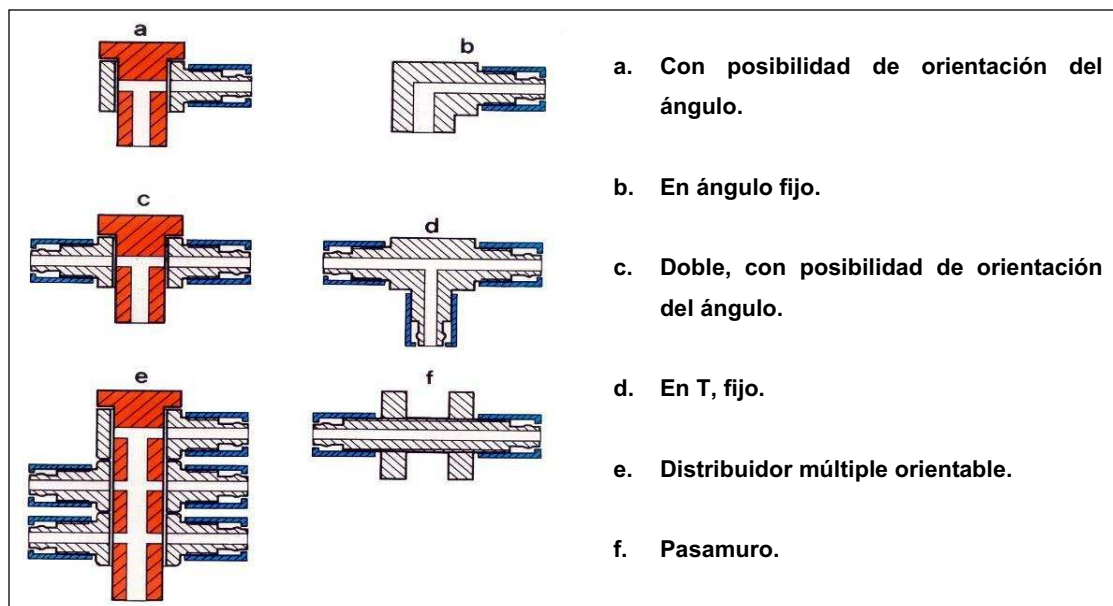 a
b
c
d
e
f
a. Con posibilidad de orientación del
ángulo.
b. En ángulo fijo.
c. Doble, con posibilidad de orientación
del ángulo.
d. En T, fijo.
e. Distribuidor múltiple orientable.
f. Pasamuro.